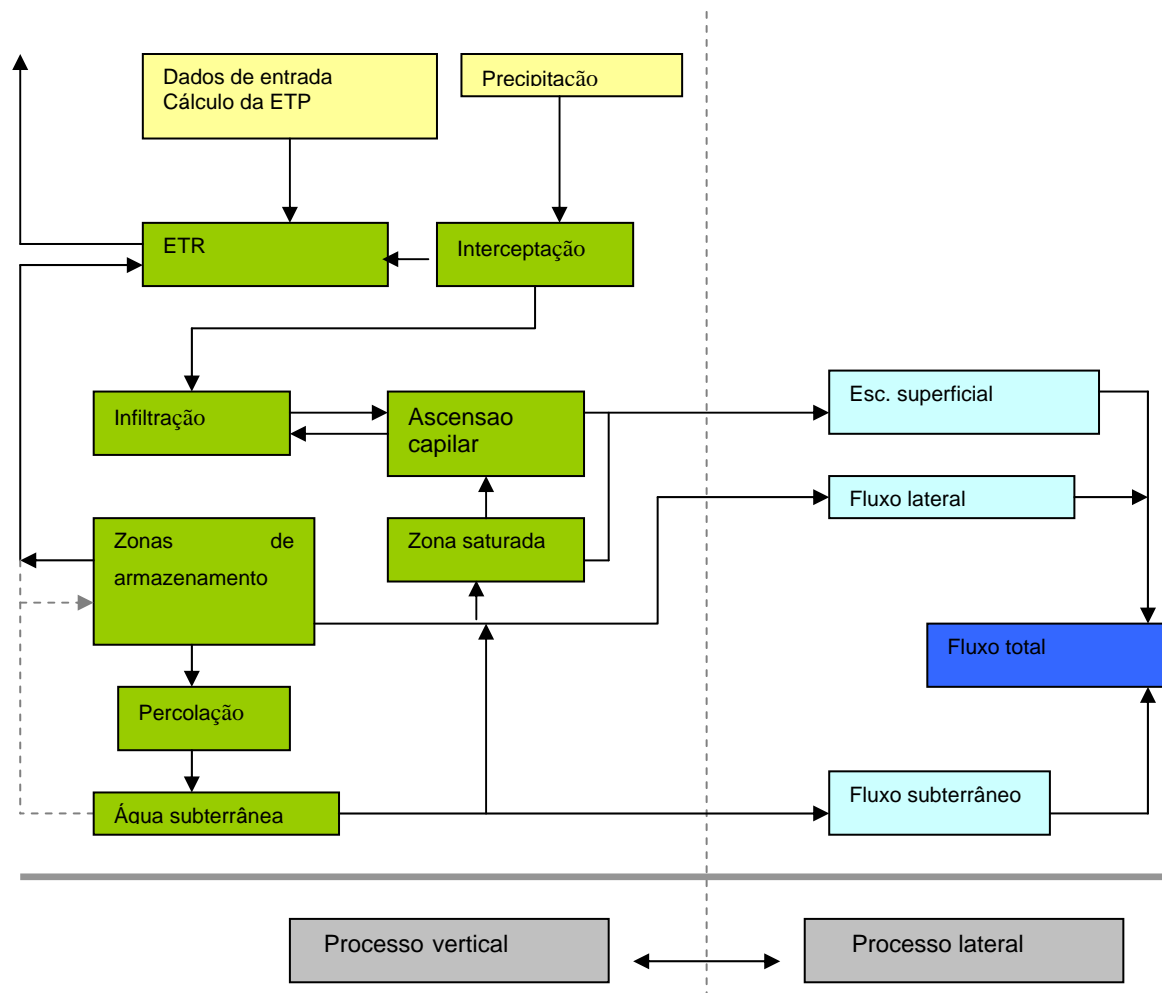 Dados de entrada
Cálculo da ETP
Precipitação
ETR
Interceptação
Infiltração
Ascensao
capilar
Esc. superficial
Fluxo lateral
Zonas de
armazenamento
Zona saturada
Fluxo total
Percolação
Água subterrânea
Fluxo subterrâneo
Processo vertical
Processo lateral